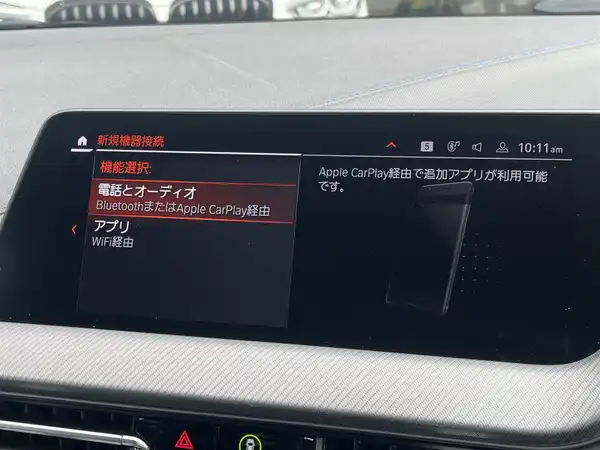 新規機器接続
5
10:11am
機能選択:
電話とオーディオ
BluetoothまたはApple CarPlay経由
アプリ
WiFi経由
Apple CarPlay経由で追加アプリが利用可能
です。